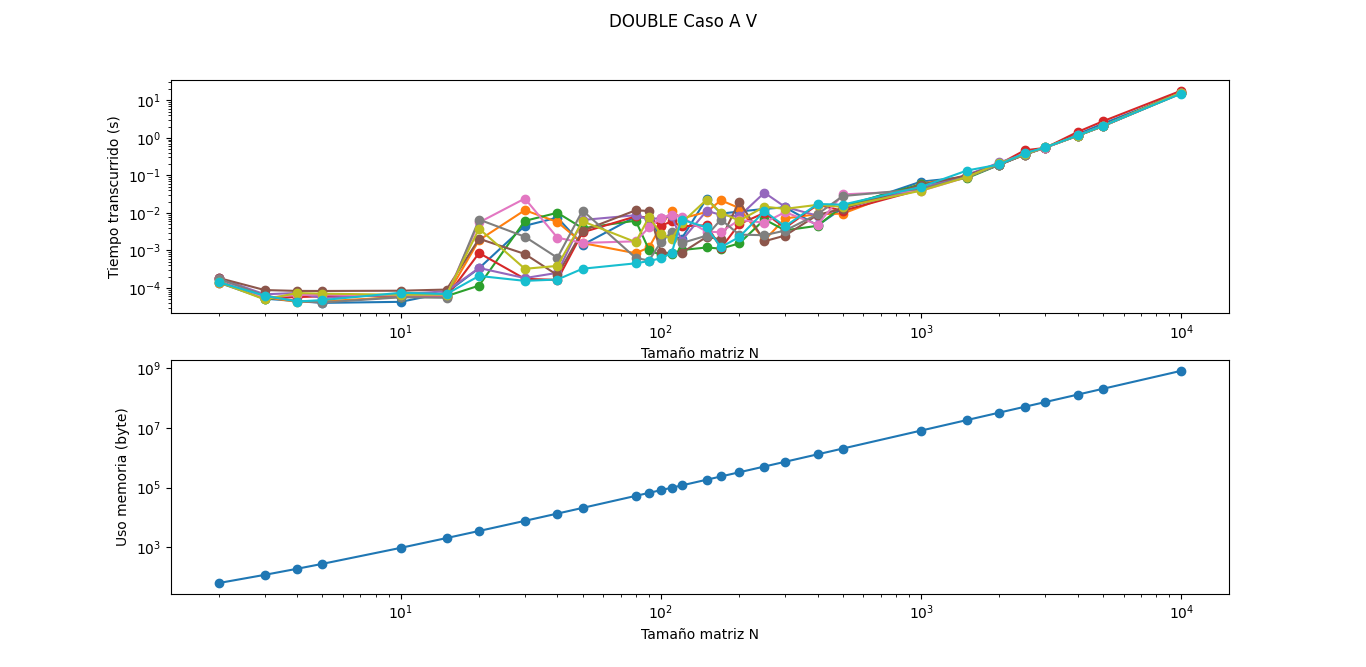 DOUBLE Caso A V
Tiempo transcurrido (s)
10¹
10⁰
10⁻¹
10⁻²
10⁻³
10⁻⁴
10¹ 10² 10³ 10⁴
Tamaño matriz N
Uso memoria (byte)
10⁹
10⁷
10⁵
10³
10¹ 10² 10³ 10⁴
Tamaño matriz N